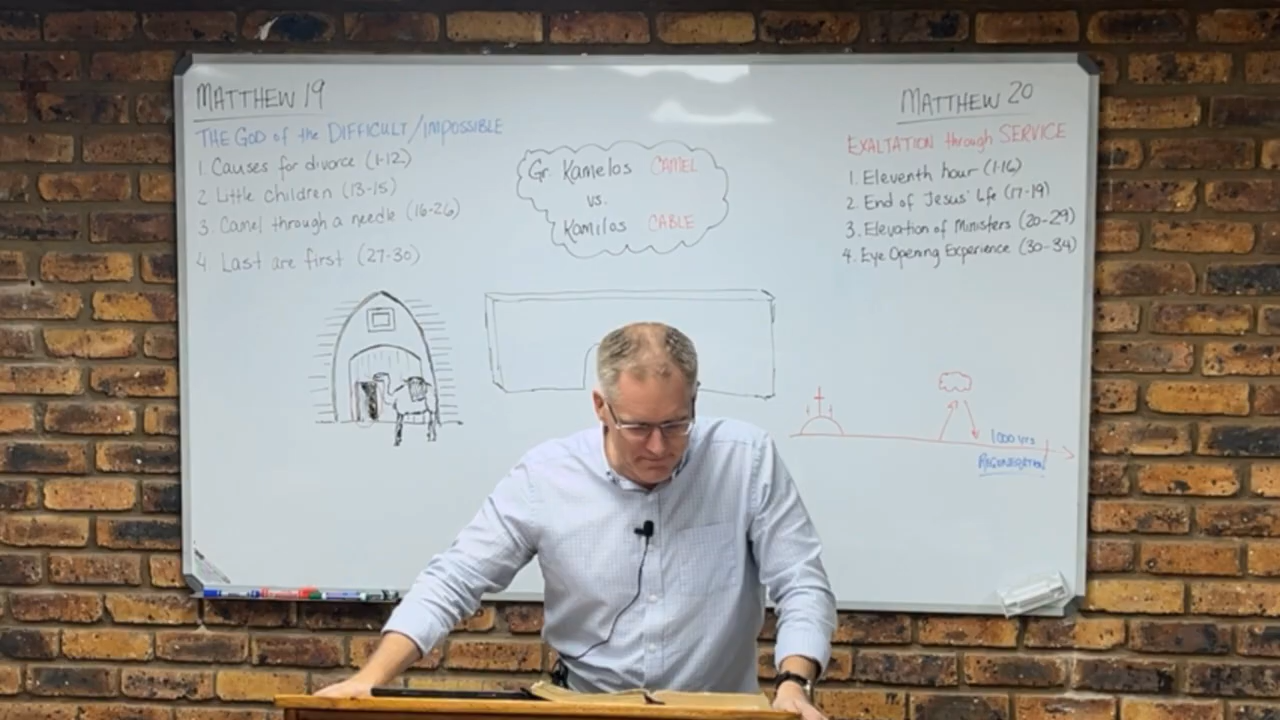 MATTHEW 19
THE GOD of the DIFFICULT/IMPOSSIBLE
1. Causes for divorce (1-12)
2 Little children (13-15)
3. Camel through a needle (16-26)
4. Last are first (27-30)
Gr. Kamelos CAMEL
vs.
Kamilos CABLE
MATTHEW 20
EXALTATION through SERVICE
1. Eleventh hour (1-16)
2. End of Jesus' Life (17-19)
3. Elevation of Ministers (20-29)
4. Eye Opening Experience (30-34)
1000 yrs
REGENERATION